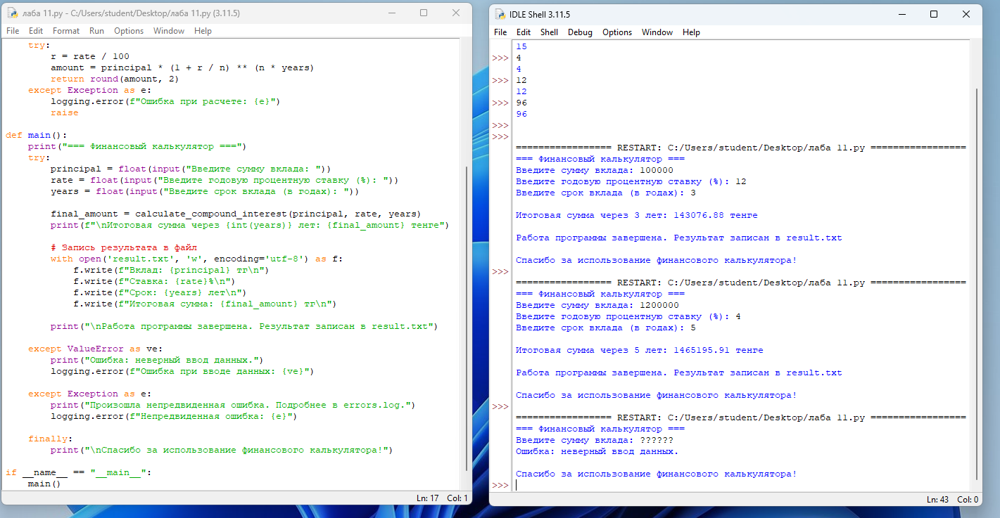 лаба 11.py - C:/Users/student/Desktop/лаба 11.py (3.11.5)
File Edit Format Run Options Window Help
    try:
        r = rate / 100
        amount = principal * (1 + r / n) ** (n * years)
        return round(amount, 2)
    except Exception as e:
        logging.error(f"Ошибка при расчете: {e}")
        raise
def main():
    print("=== Финансовый калькулятор ===")
    try:
        principal = float(input("Введите сумму вклада: "))
        rate = float(input("Введите годовую процентную ставку (%): "))
        years = float(input("Введите срок вклада (в годах): "))
        final_amount = calculate_compound_interest(principal, rate, years)
        print(f"\nИтоговая сумма через {int(years)} лет: {final_amount} тенге")
        # Запись результата в файл
        with open('result.txt', 'w', encoding='utf-8') as f:
            f.write(f"Вклад: {principal} тг\n")
            f.write(f"Ставка: {rate}%\n")
            f.write(f"Срок: {years} лет\n")
            f.write(f"Итоговая сумма: {final_amount} тг\n")
        print("\nРабота программы завершена. Результат записан в result.txt")
    except ValueError as ve:
        print("Ошибка: неверный ввод данных.")
        logging.error(f"Ошибка при вводе данных: {ve}")
    except Exception as e:
        print("Произошла непредвиденная ошибка. Подробнее в errors.log.")
        logging.error(f"Непредвиденная ошибка: {e}")
    finally:
        print("\nСпасибо за использование финансового калькулятора!")
if __name__ == "__main__":
    main()
Ln: 17 Col: 1
IDLE Shell 3.11.5
File Edit Shell Debug Options Window Help
15
>>> 4
4
>>> 12
12
>>> 96
96
>>>
>>>
================= RESTART: C:/Users/student/Desktop/лаба 11.py =================
=== Финансовый калькулятор ===
Введите сумму вклада: 100000
Введите годовую процентную ставку (%): 12
Введите срок вклада (в годах): 3
Итоговая сумма через 3 лет: 143076.88 тенге
Работа программы завершена. Результат записан в result.txt
Спасибо за использование финансового калькулятора!
>>>
================= RESTART: C:/Users/student/Desktop/лаба 11.py =================
=== Финансовый калькулятор ===
Введите сумму вклада: 1200000
Введите годовую процентную ставку (%): 4
Введите срок вклада (в годах): 5
Итоговая сумма через 5 лет: 1465195.91 тенге
Работа программы завершена. Результат записан в result.txt
Спасибо за использование финансового калькулятора!
>>>
================= RESTART: C:/Users/student/Desktop/лаба 11.py =================
=== Финансовый калькулятор ===
Введите сумму вклада: ??????
Ошибка: неверный ввод данных.
Спасибо за использование финансового калькулятора!
>>>
Ln: 43 Col: 0